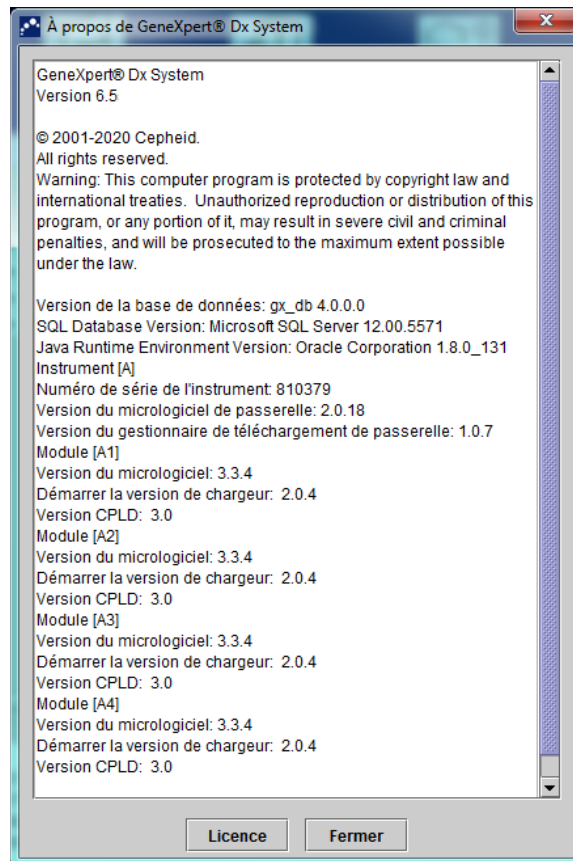 À propos de GeneXpert® Dx System
GeneXpert® Dx System
Version 6.5
© 2001-2020 Cepheid.
All rights reserved.
Warning: This computer program is protected by copyright law and
international treaties.  Unauthorized reproduction or distribution of this
program, or any portion of it, may result in severe civil and criminal
penalties, and will be prosecuted to the maximum extent possible
under the law.
Version de la base de données: gx_db 4.0.0.0
SQL Database Version: Microsoft SQL Server 12.00.5571
Java Runtime Environment Version: Oracle Corporation 1.8.0_131
Instrument [A]
Numéro de série de l'instrument: 810379
Version du micrologiciel de passerelle: 2.0.18
Version du gestionnaire de téléchargement de passerelle: 1.0.7
Module [A1]
Version du micrologiciel: 3.3.4
Démarrer la version de chargeur:  2.0.4
Version CPLD:  3.0
Module [A2]
Version du micrologiciel: 3.3.4
Démarrer la version de chargeur:  2.0.4
Version CPLD:  3.0
Module [A3]
Version du micrologiciel: 3.3.4
Démarrer la version de chargeur:  2.0.4
Version CPLD:  3.0
Module [A4]
Version du micrologiciel: 3.3.4
Démarrer la version de chargeur:  2.0.4
Version CPLD:  3.0
Licence
Fermer